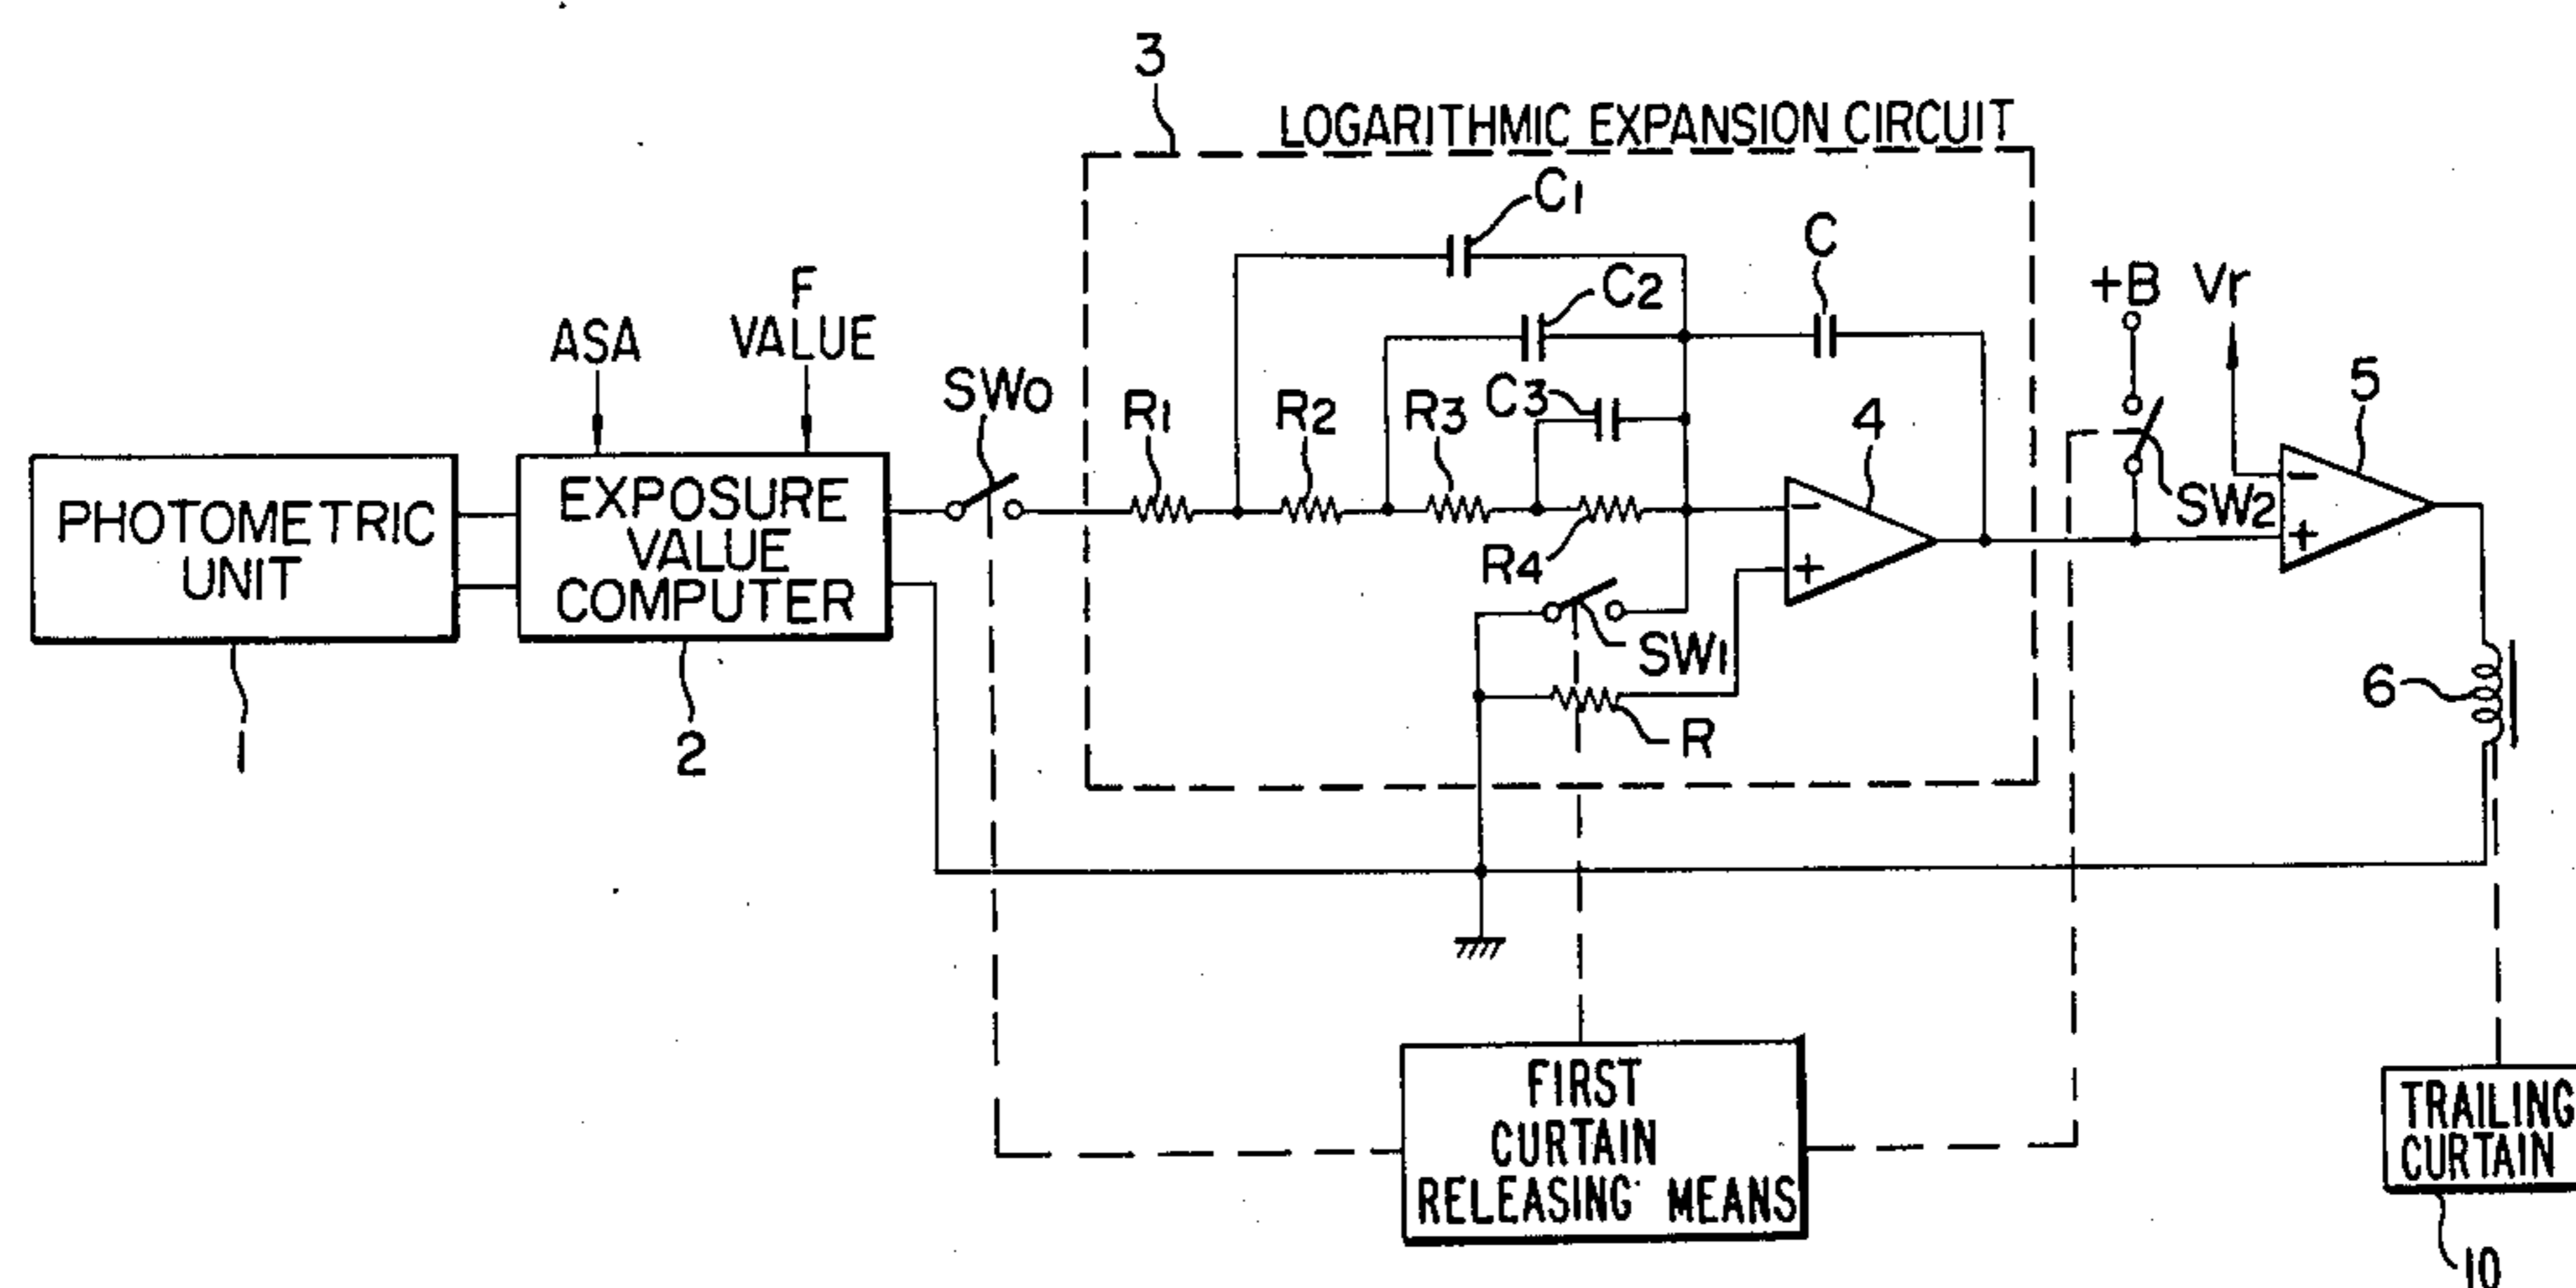 3
LOGARITHMIC EXPANSION CIRCUIT
C1
C
C2
+B
Vr
F
VALUE
ASA
SW0
R1
R2
R3
C3
4
5
PHOTOMETRIC
UNIT
EXPOSURE
VALUE
COMPUTER
-
+
R4
SW2
-
+
SW1
R
6
1
2
FIRST
CURTAIN
RELEASING MEANS
TRAILING
CURTAIN
10